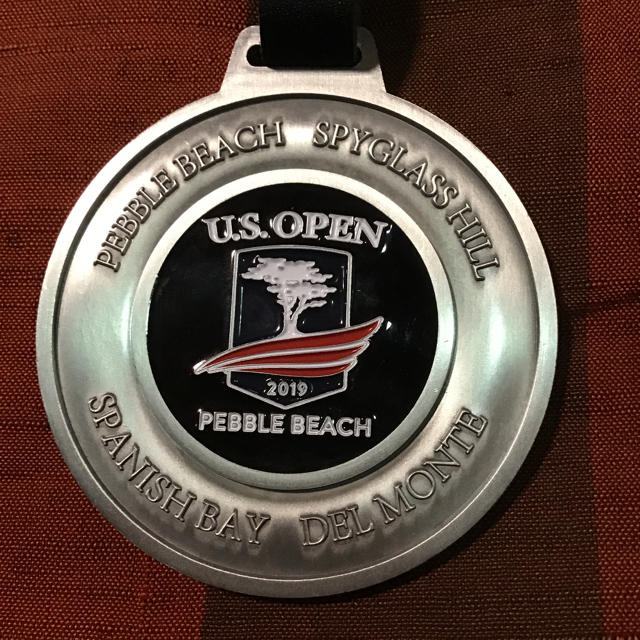 PEBBLE BEACH SPYGLASS HILL
U.S. OPEN
2019
PEBBLE BEACH
SPANISH BAY DEL MONTE